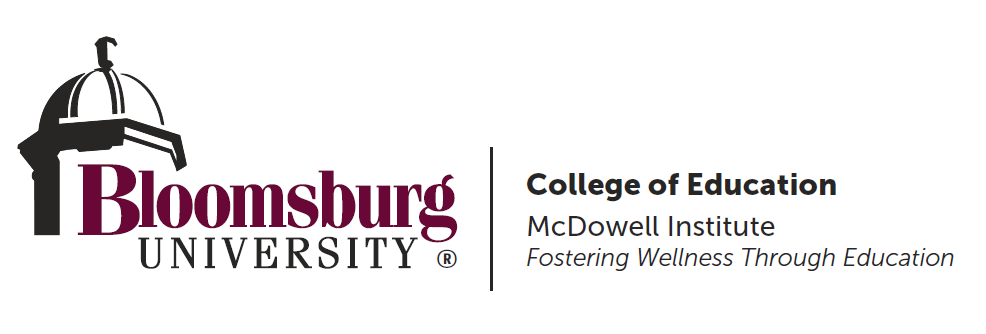 Bloomsburg
UNIVERSITY ®
College of Education
McDowell Institute
Fostering Wellness Through Education